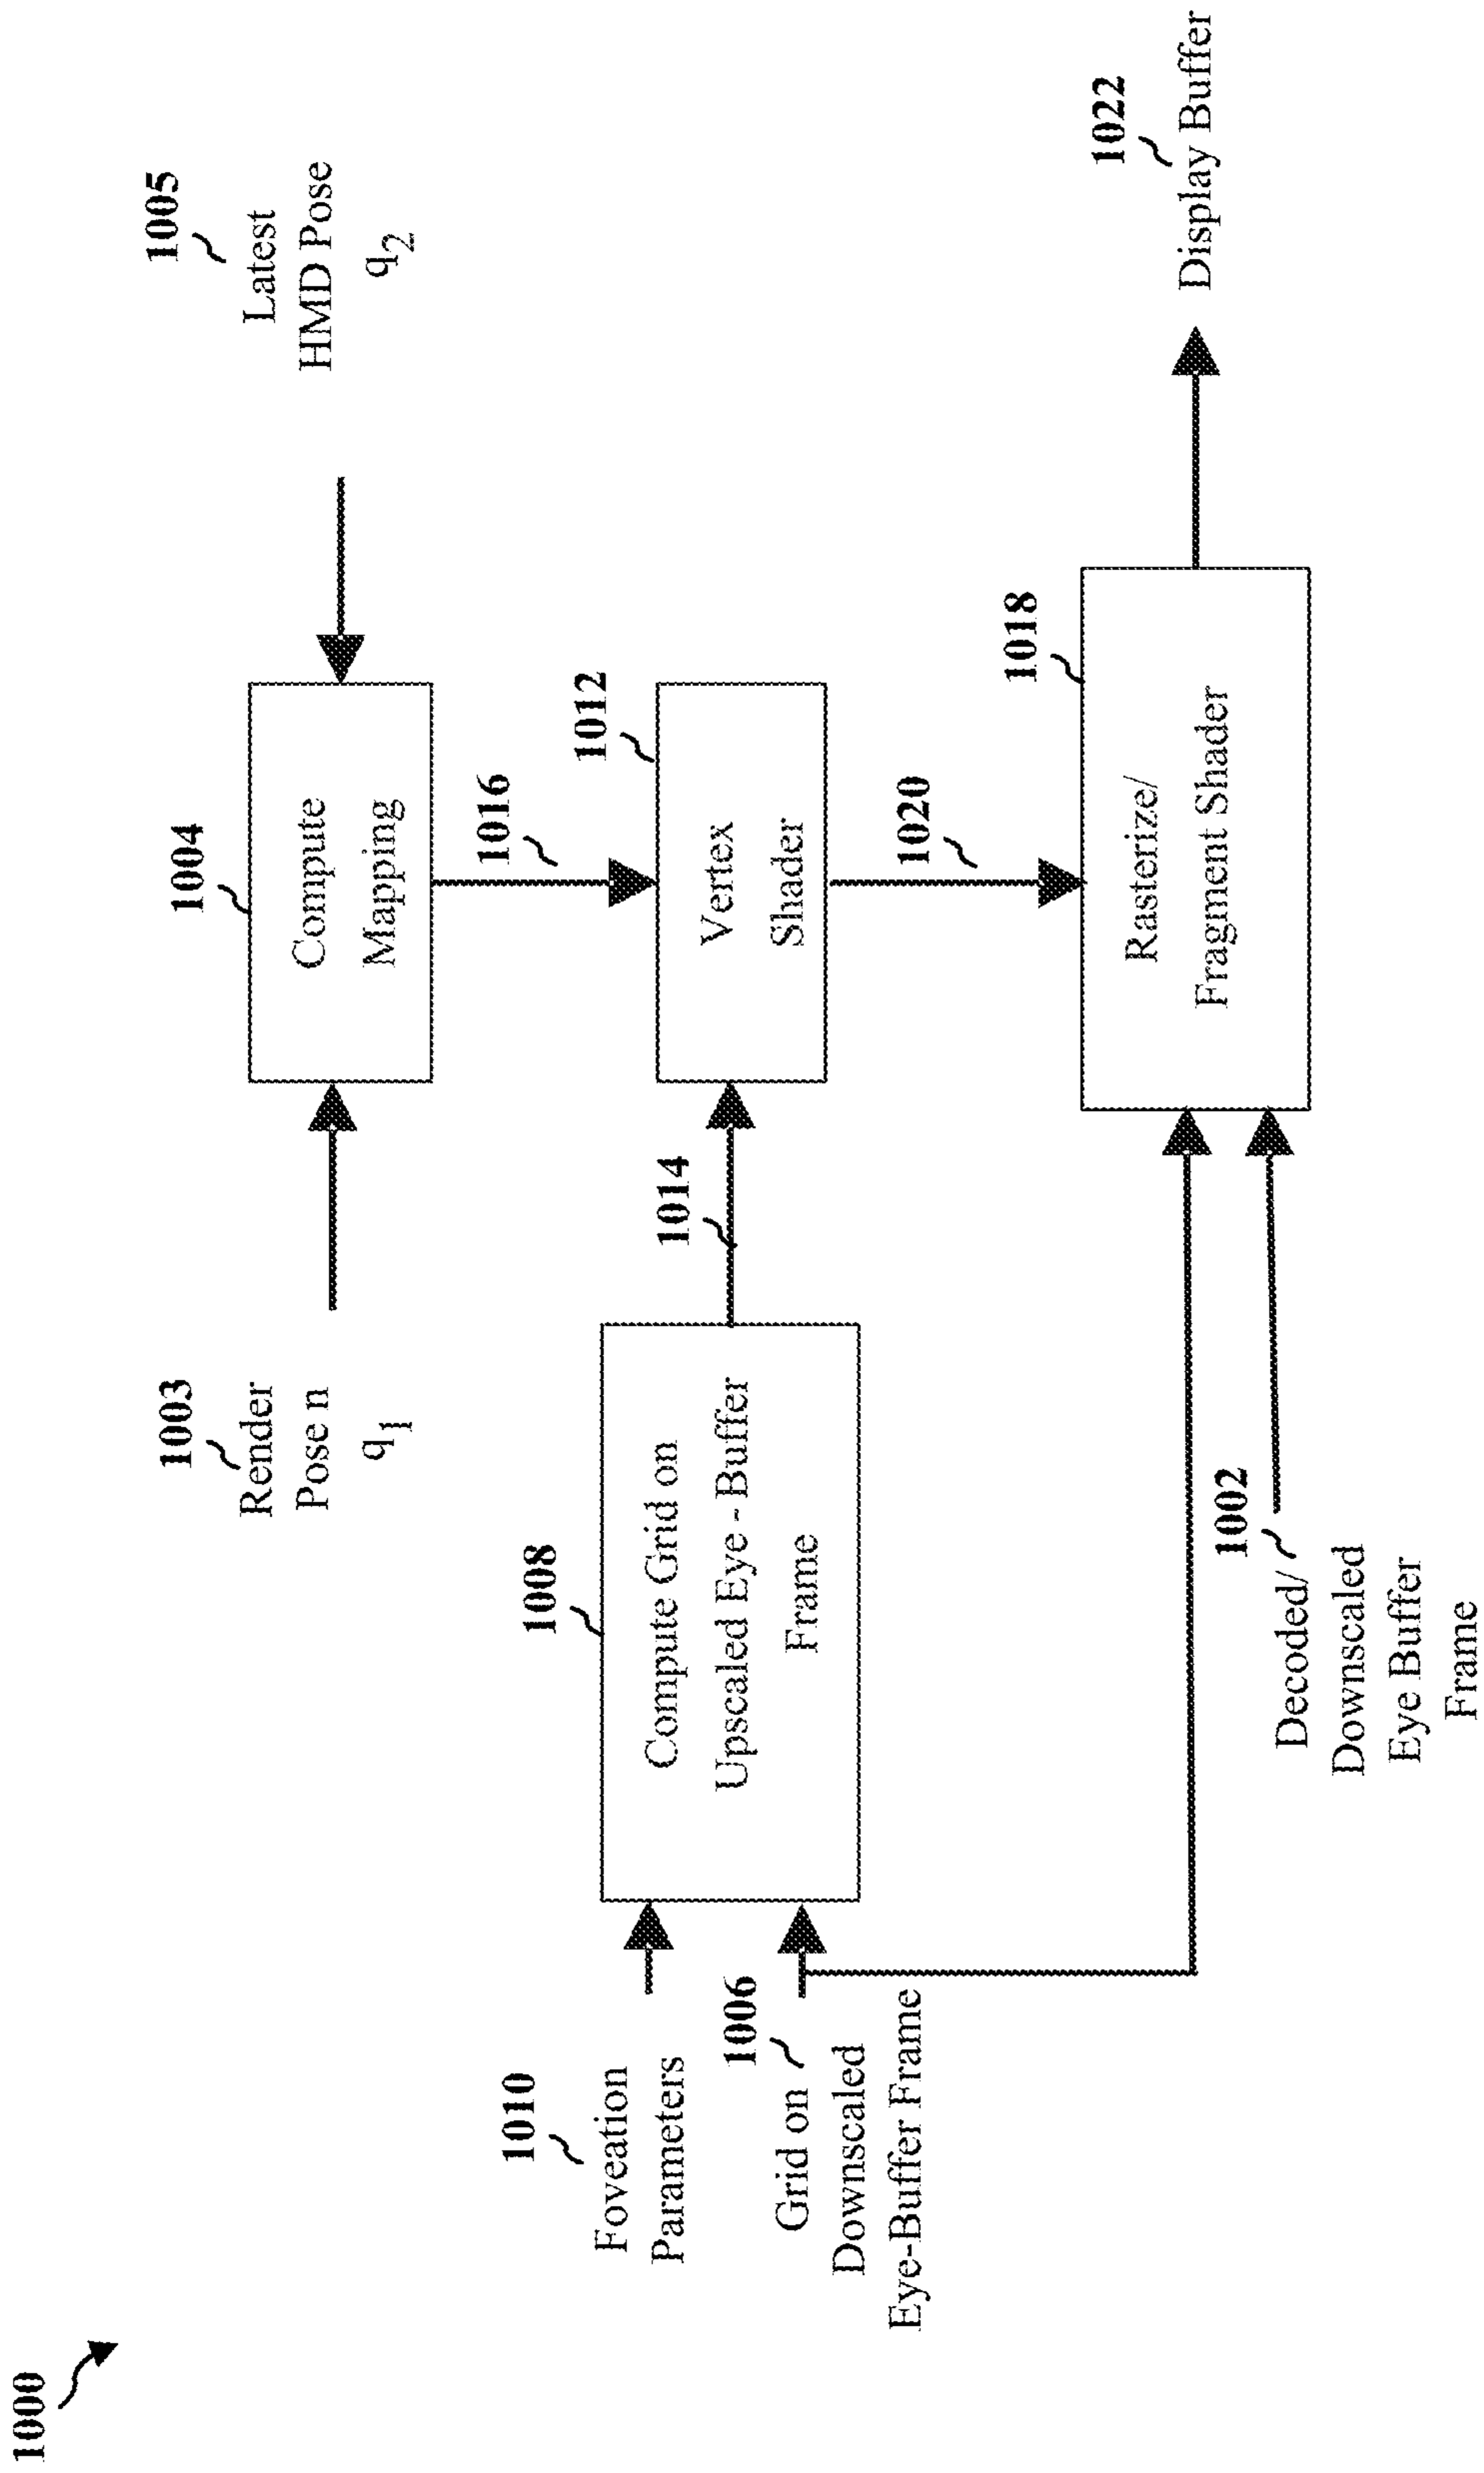 1000
1003
Render
Pose n
q1
1004
Compute
Mapping
1005
Latest
HMD Pose
q2
1016
1010
Foveation
Parameters
1006
Grid on
Downscaled
Eye-Buffer Frame
1008
Compute Grid on
Upscaled Eye - Buffer
Frame
1014
1012
Vertex
Shader
1020
1002
Decoded/
Downscaled
Eye Buffer
Frame
1018
Rasterize/
Fragment Shader
1022
Display Buffer